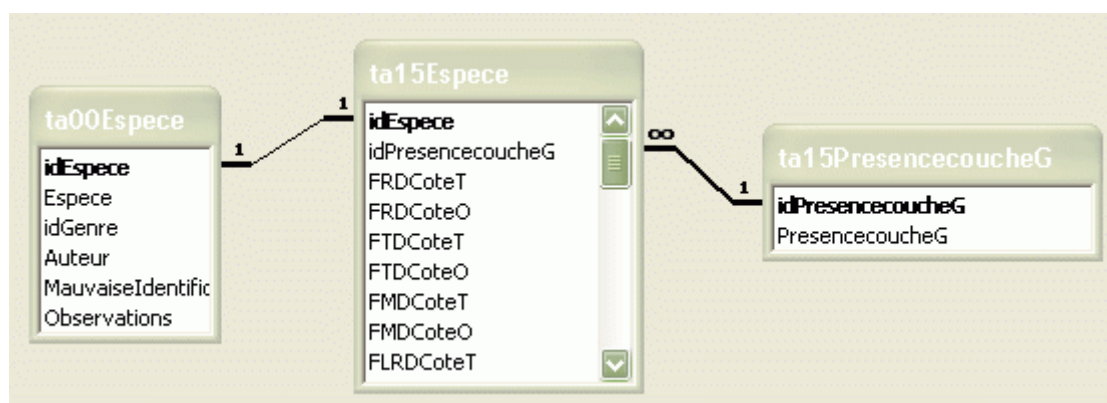 ta00Espece
idEspece
Espece
idGenre
Auteur
MauvaiseIdentific
Observations
1
1
ta15Espece
idEspece
idPresencecoucheG
FRDCoteT
FRDCoteO
FTDCoteT
FTDCoteO
FMDCoteT
FMDCoteO
FLRDCoteT
∞
1
ta15PresencecoucheG
idPresencecoucheG
PresencecoucheG